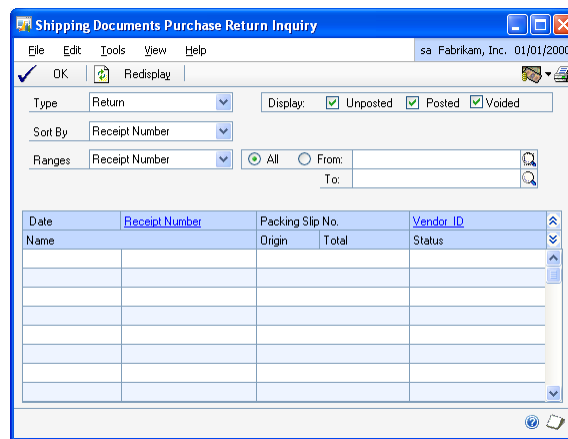 Shipping Documents Purchase Return Inquiry
File Edit Tools View Help sa Fabrikam, Inc. 01/01/2000
OK Redisplay
Type Return Display: Unposted Posted Voided
Sort By Receipt Number
Ranges Receipt Number All From:
To:
Date Receipt Number Packing Slip No. Vendor ID
Name Origin Total Status